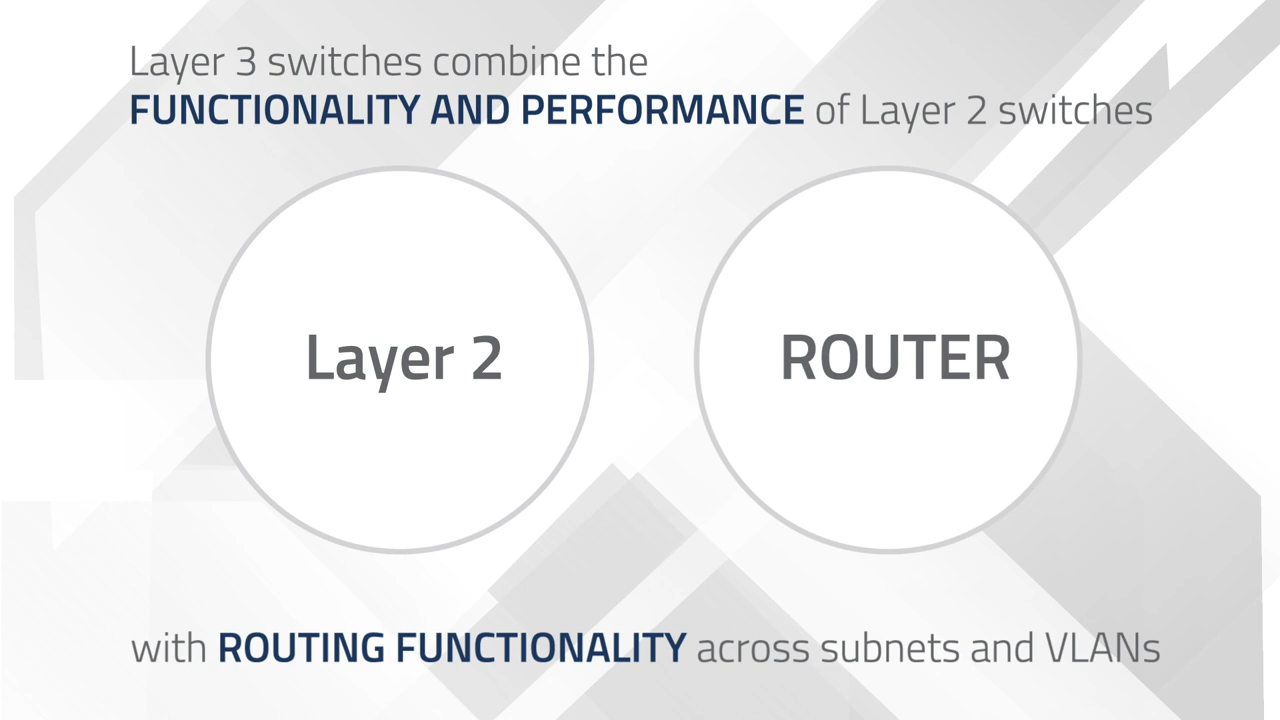 Layer 3 switches combine the
FUNCTIONALITY AND PERFORMANCE of Layer 2 switches
Layer 2
ROUTER
with ROUTING FUNCTIONALITY across subnets and VLANs